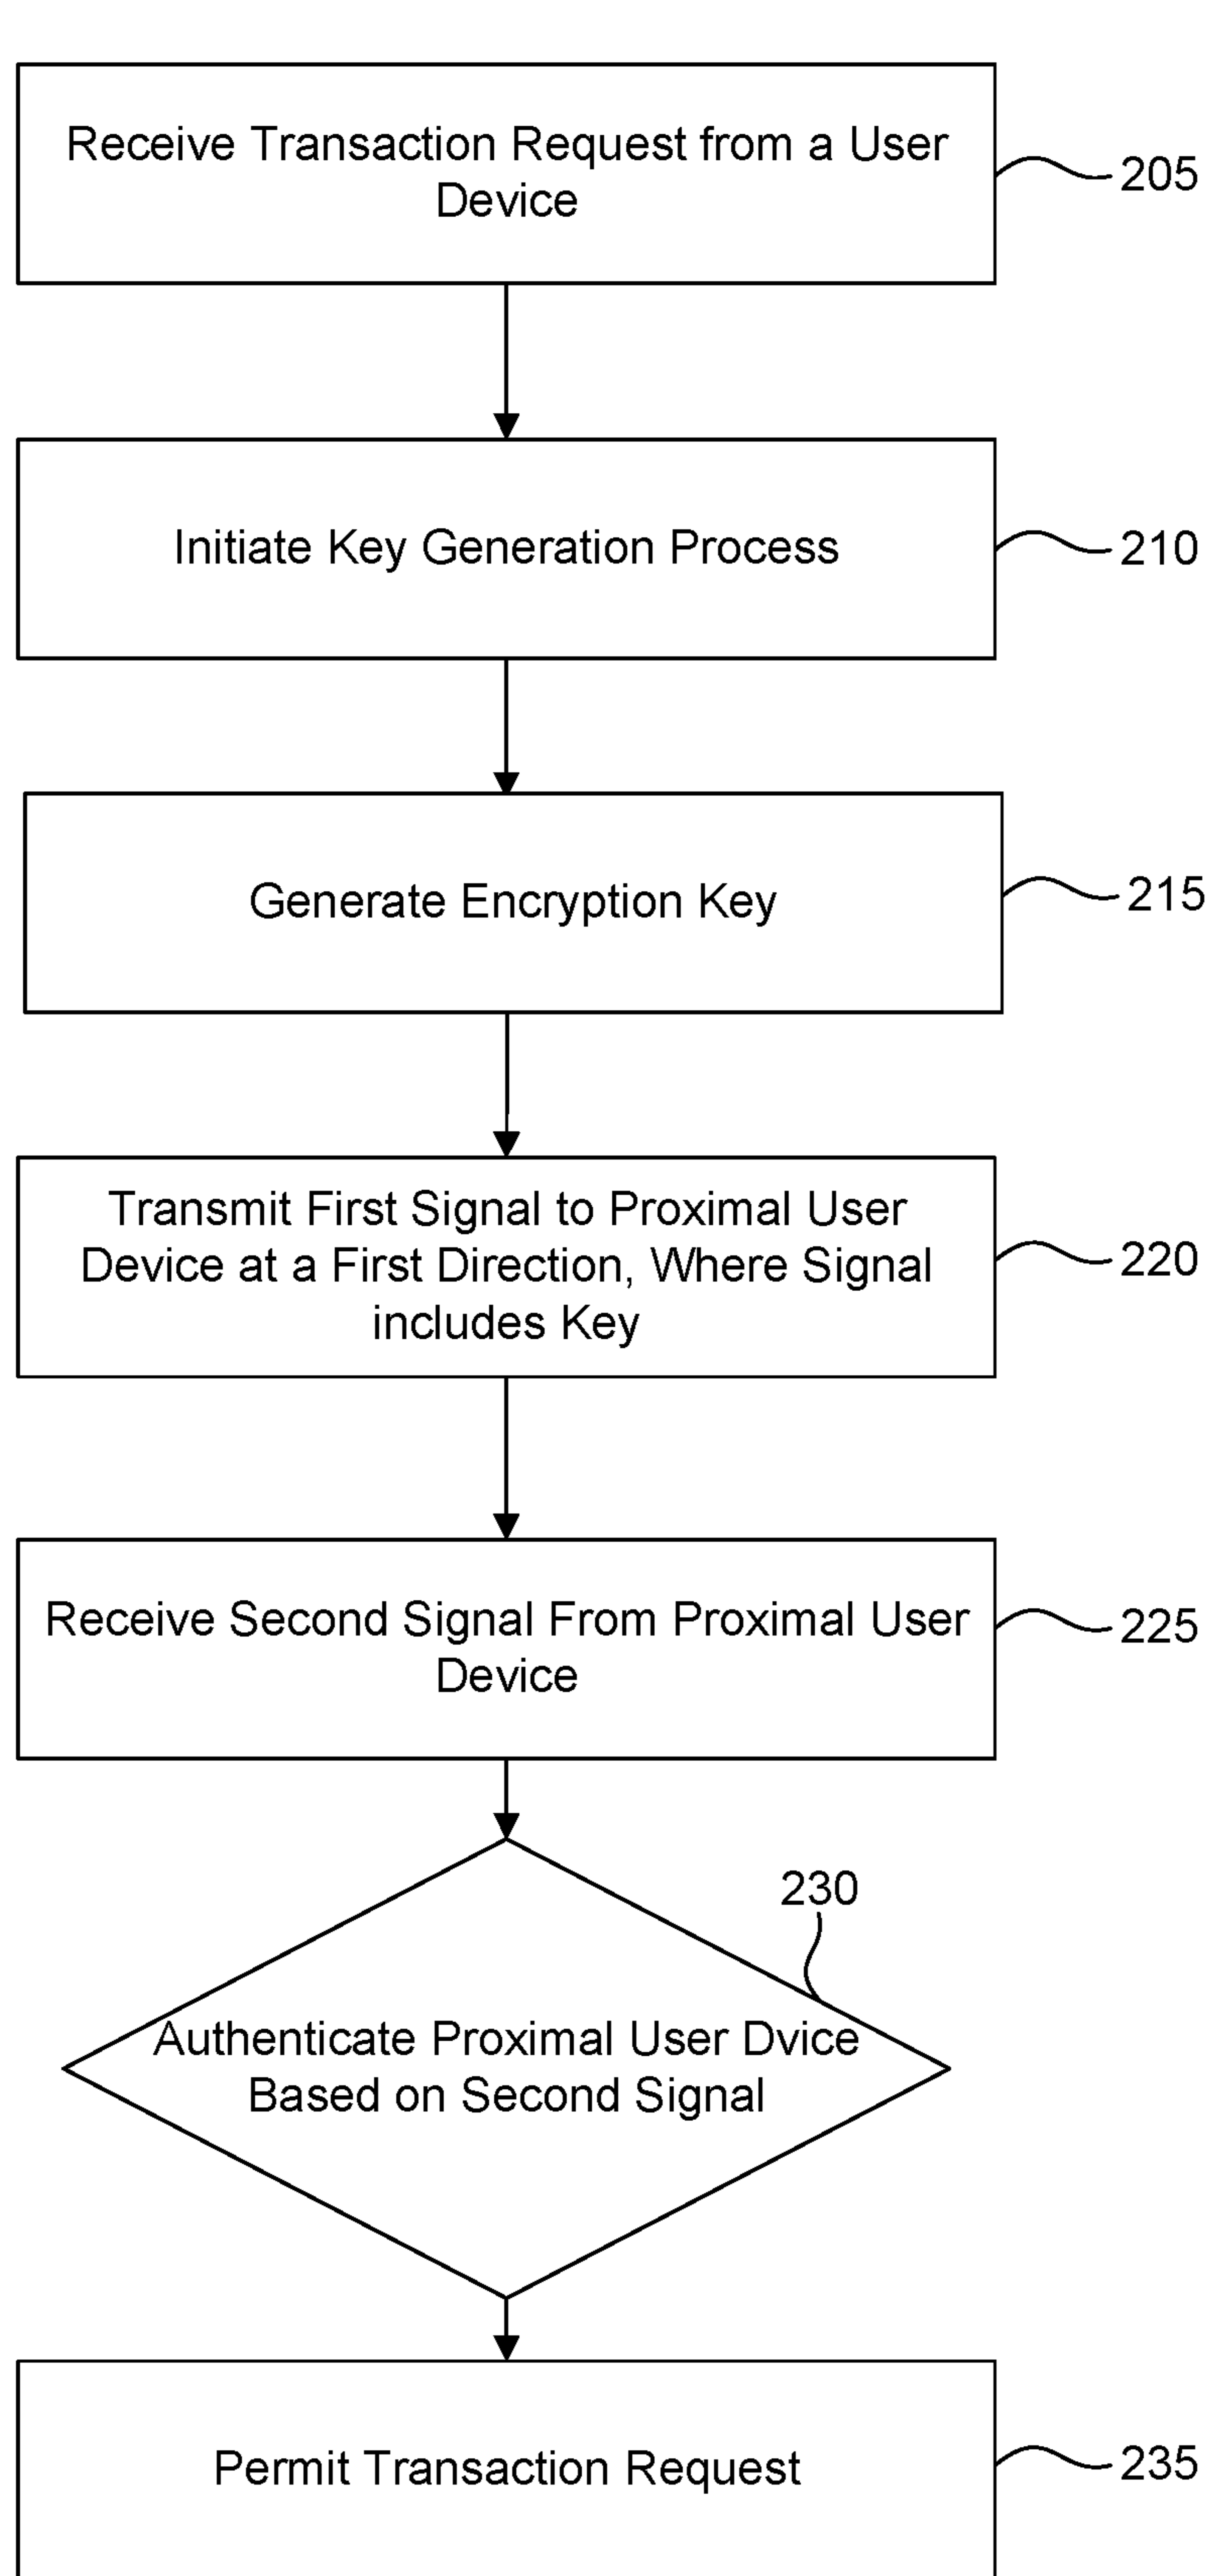 Receive Transaction Request from a User
Device
205
Initiate Key Generation Process
210
Generate Encryption Key
215
Transmit First Signal to Proximal User
Device at a First Direction, Where Signal
includes Key
220
Receive Second Signal From Proximal User
Device
225
230
Authenticate Proximal User Dvice
Based on Second Signal
Permit Transaction Request
235